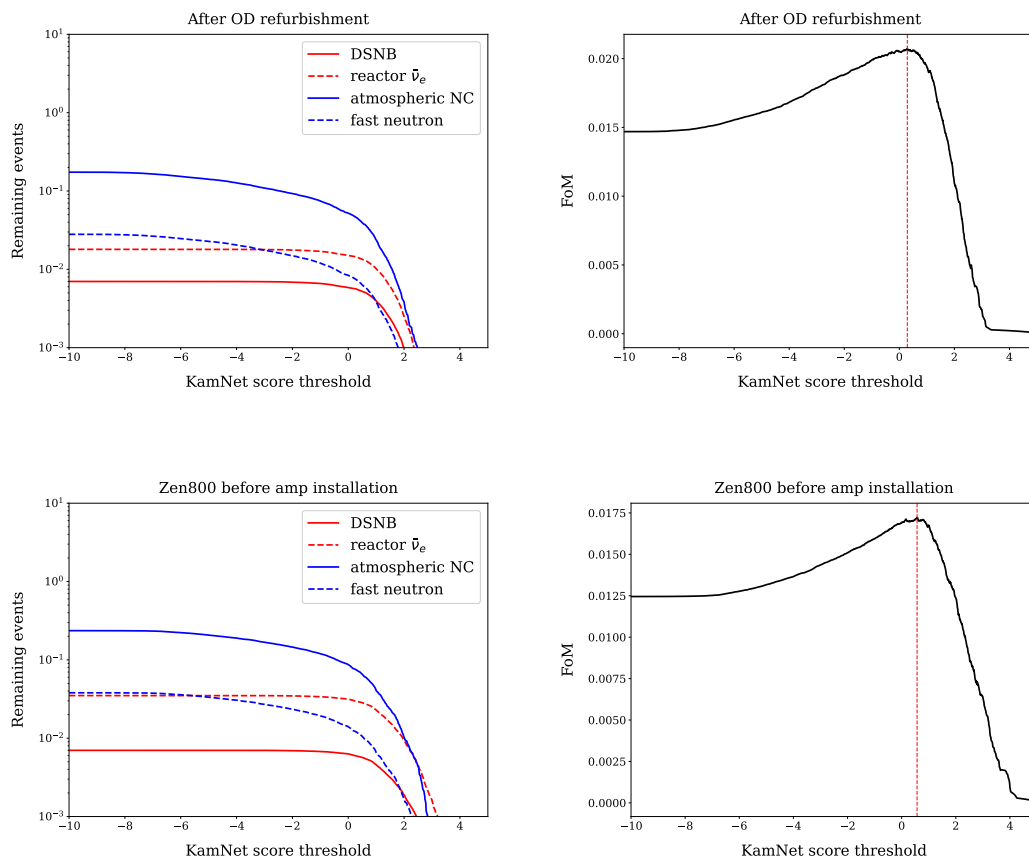 After OD refurbishment
10^1
10^0
10^-1
10^-2
10^-3
Remaining events
DSNB
reactor ν̄_e
atmospheric NC
fast neutron
−10 −8 −6 −4 −2 0 2 4
KamNet score threshold
After OD refurbishment
0.020
0.015
0.010
0.005
0.000
FoM
−10 −8 −6 −4 −2 0 2 4
KamNet score threshold
Zen800 before amp installation
10^1
10^0
10^-1
10^-2
10^-3
Remaining events
DSNB
reactor ν̄_e
atmospheric NC
fast neutron
−10 −8 −6 −4 −2 0 2 4
KamNet score threshold
Zen800 before amp installation
0.0175
0.0150
0.0125
0.0100
0.0075
0.0050
0.0025
0.0000
FoM
−10 −8 −6 −4 −2 0 2 4
KamNet score threshold